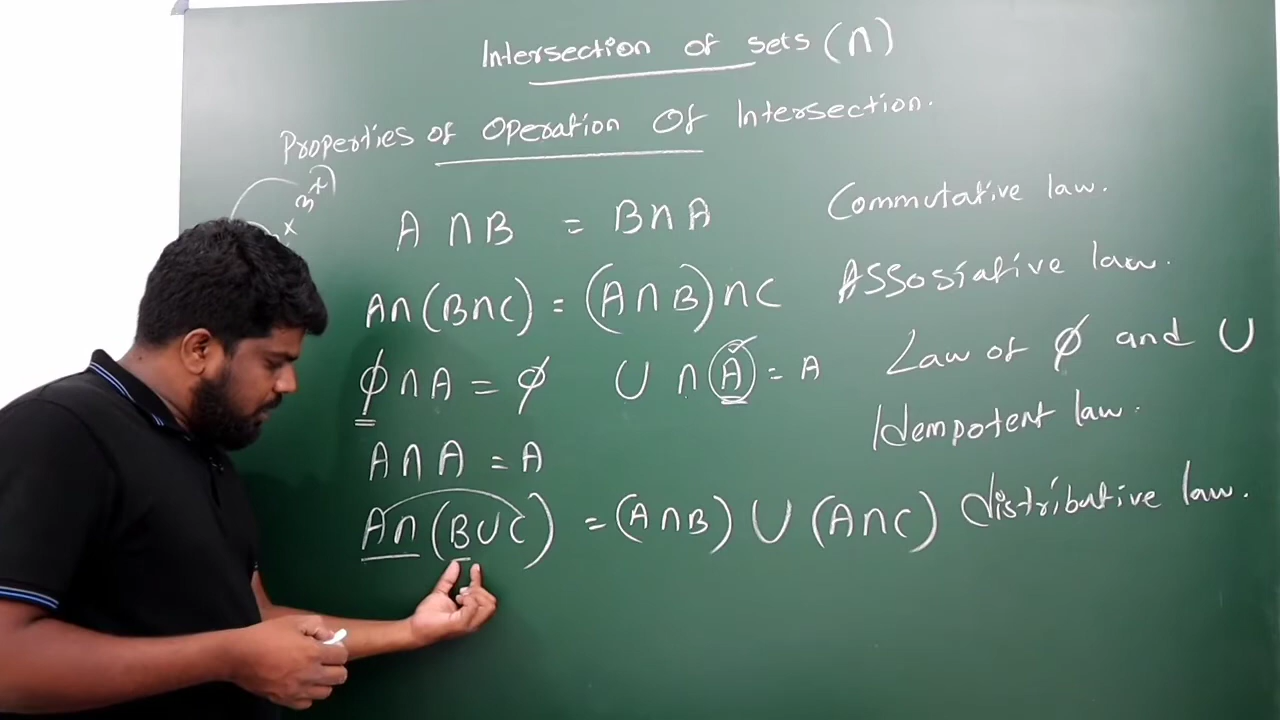 Intersection of sets (∩)
Properties of Operation Of Intersection.
A ∩ B = B ∩ A Commutative law.
A∩(B∩C) = (A∩B)∩C Assosiative law.
ϕ ∩ A = ϕ U ∩ A = A Law of ϕ and U
A ∩ A = A Idempotent law.
A∩(B∪C) = (A∩B) ∪ (A∩C) distributive law.